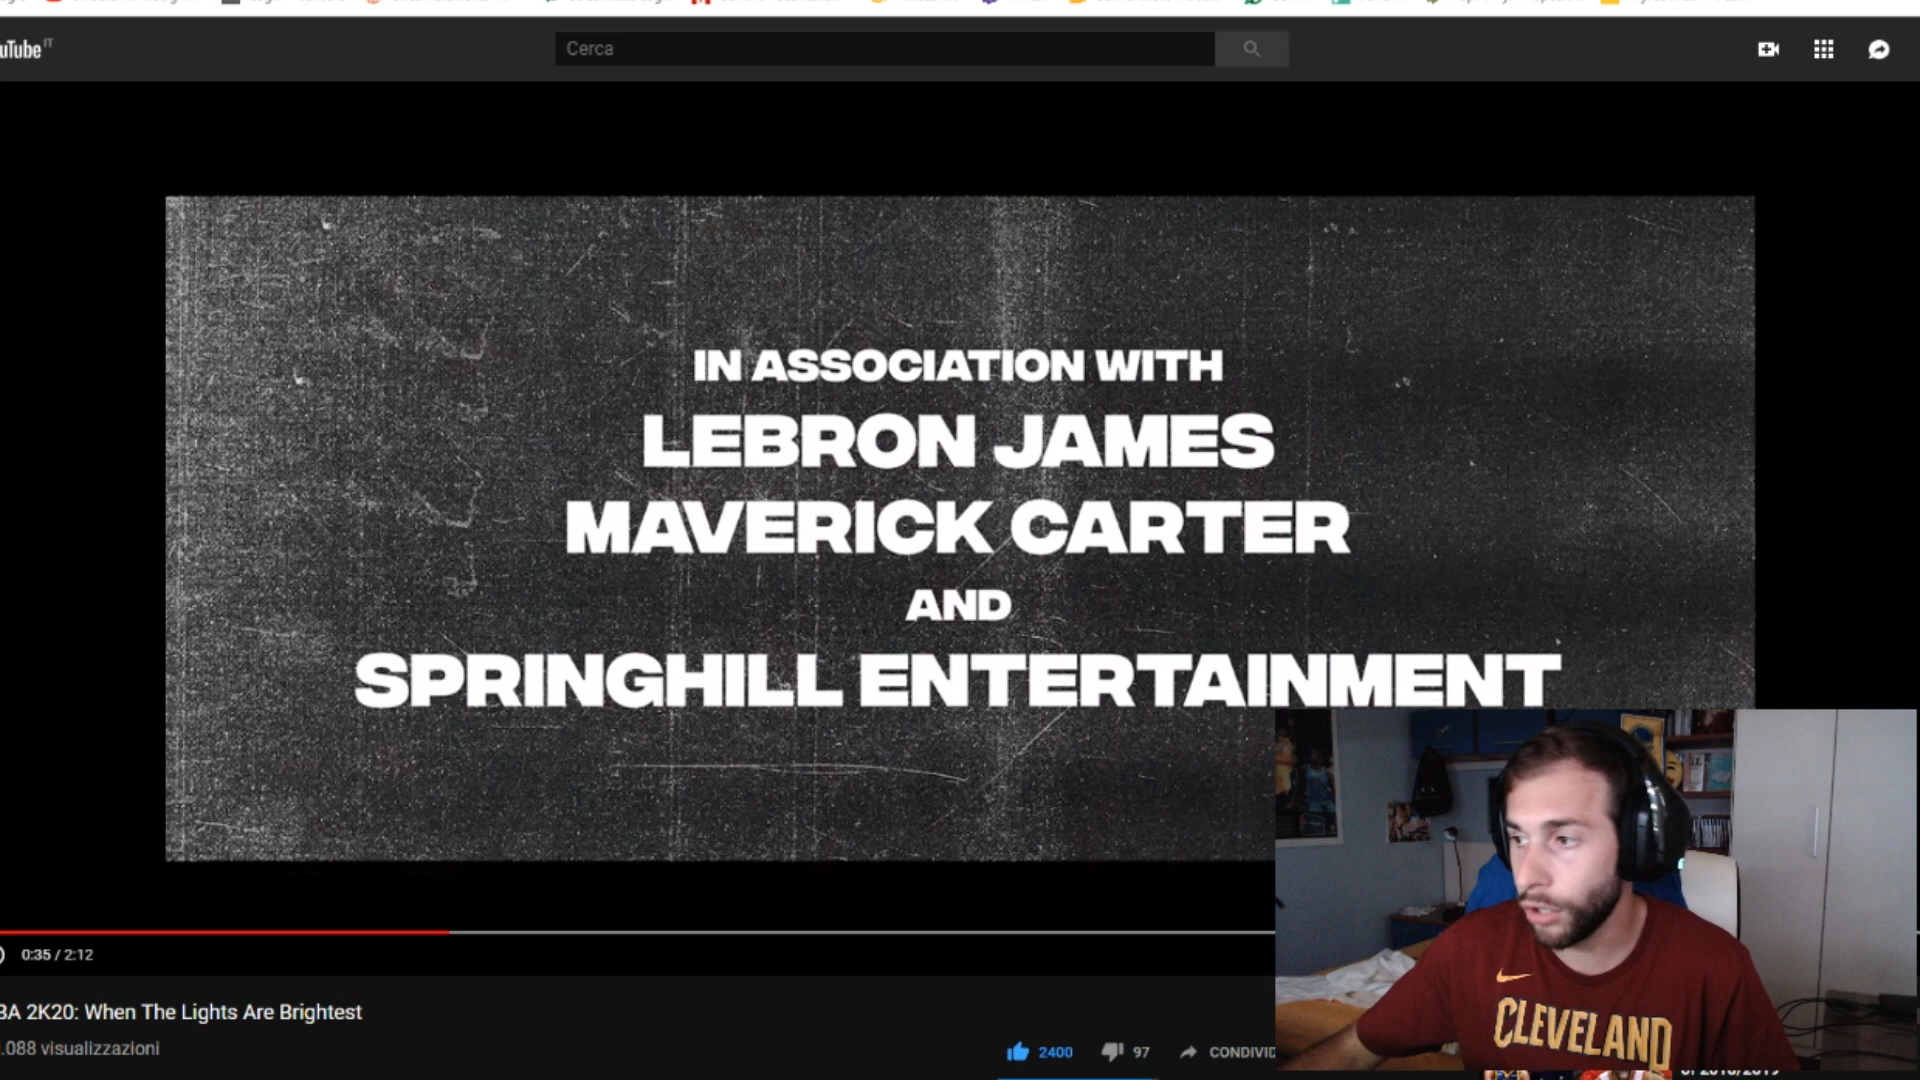 uTube IT
Cerca
IN ASSOCIATION WITH
LEBRON JAMES
MAVERICK CARTER
AND
SPRINGHILL ENTERTAINMENT
0:35 / 2:12
BA 2K20: When The Lights Are Brightest
.088 visualizzazioni
2400
97
CONDIVID
CLEVELAND